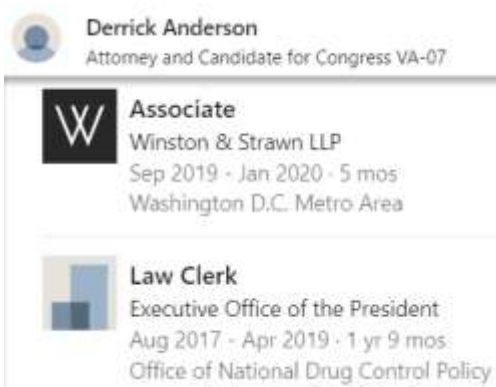 Derrick Anderson
Attorney and Candidate for Congress VA-07
W
Associate
Winston & Strawn LLP
Sep 2019 - Jan 2020 · 5 mos
Washington D.C. Metro Area
Law Clerk
Executive Office of the President
Aug 2017 - Apr 2019 · 1 yr 9 mos
Office of National Drug Control Policy